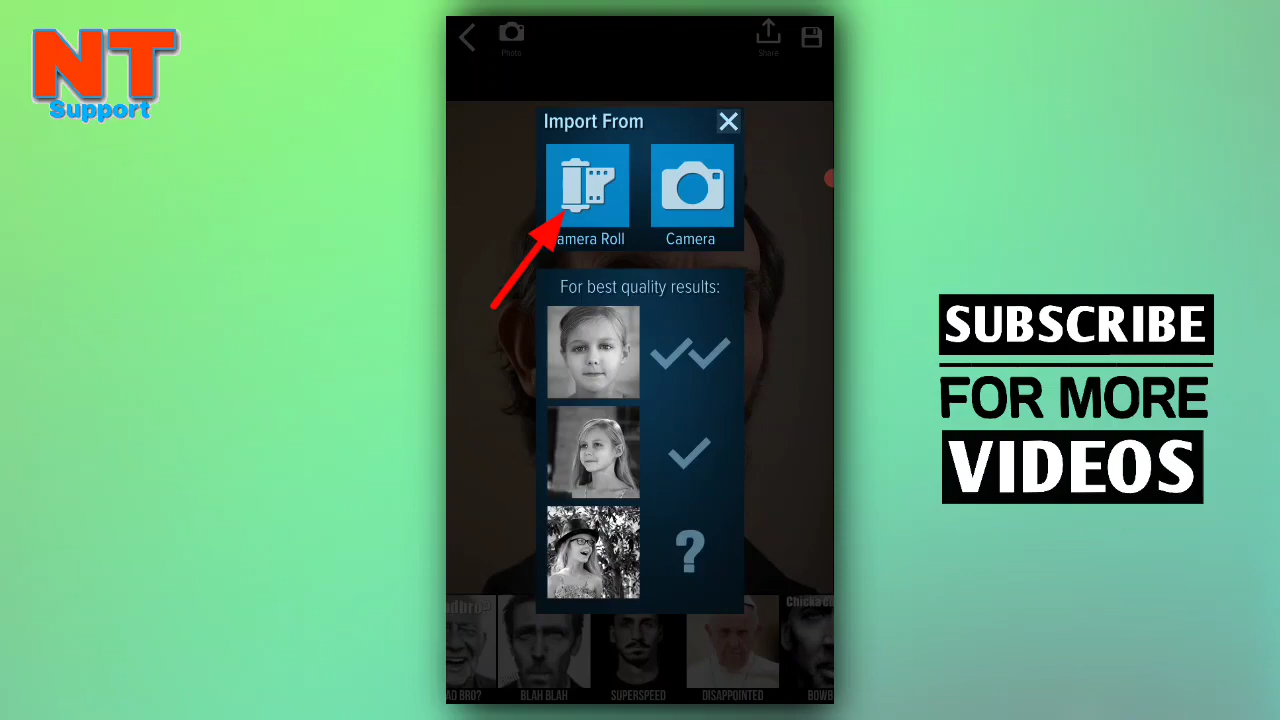 NT
Support
Photo
Share
Import From
Camera Roll
Camera
For best quality results:
?
SUBSCRIBE
FOR MORE
VIDEOS
BLAH BLAH
SUPERSPEED
DISAPPOINTED